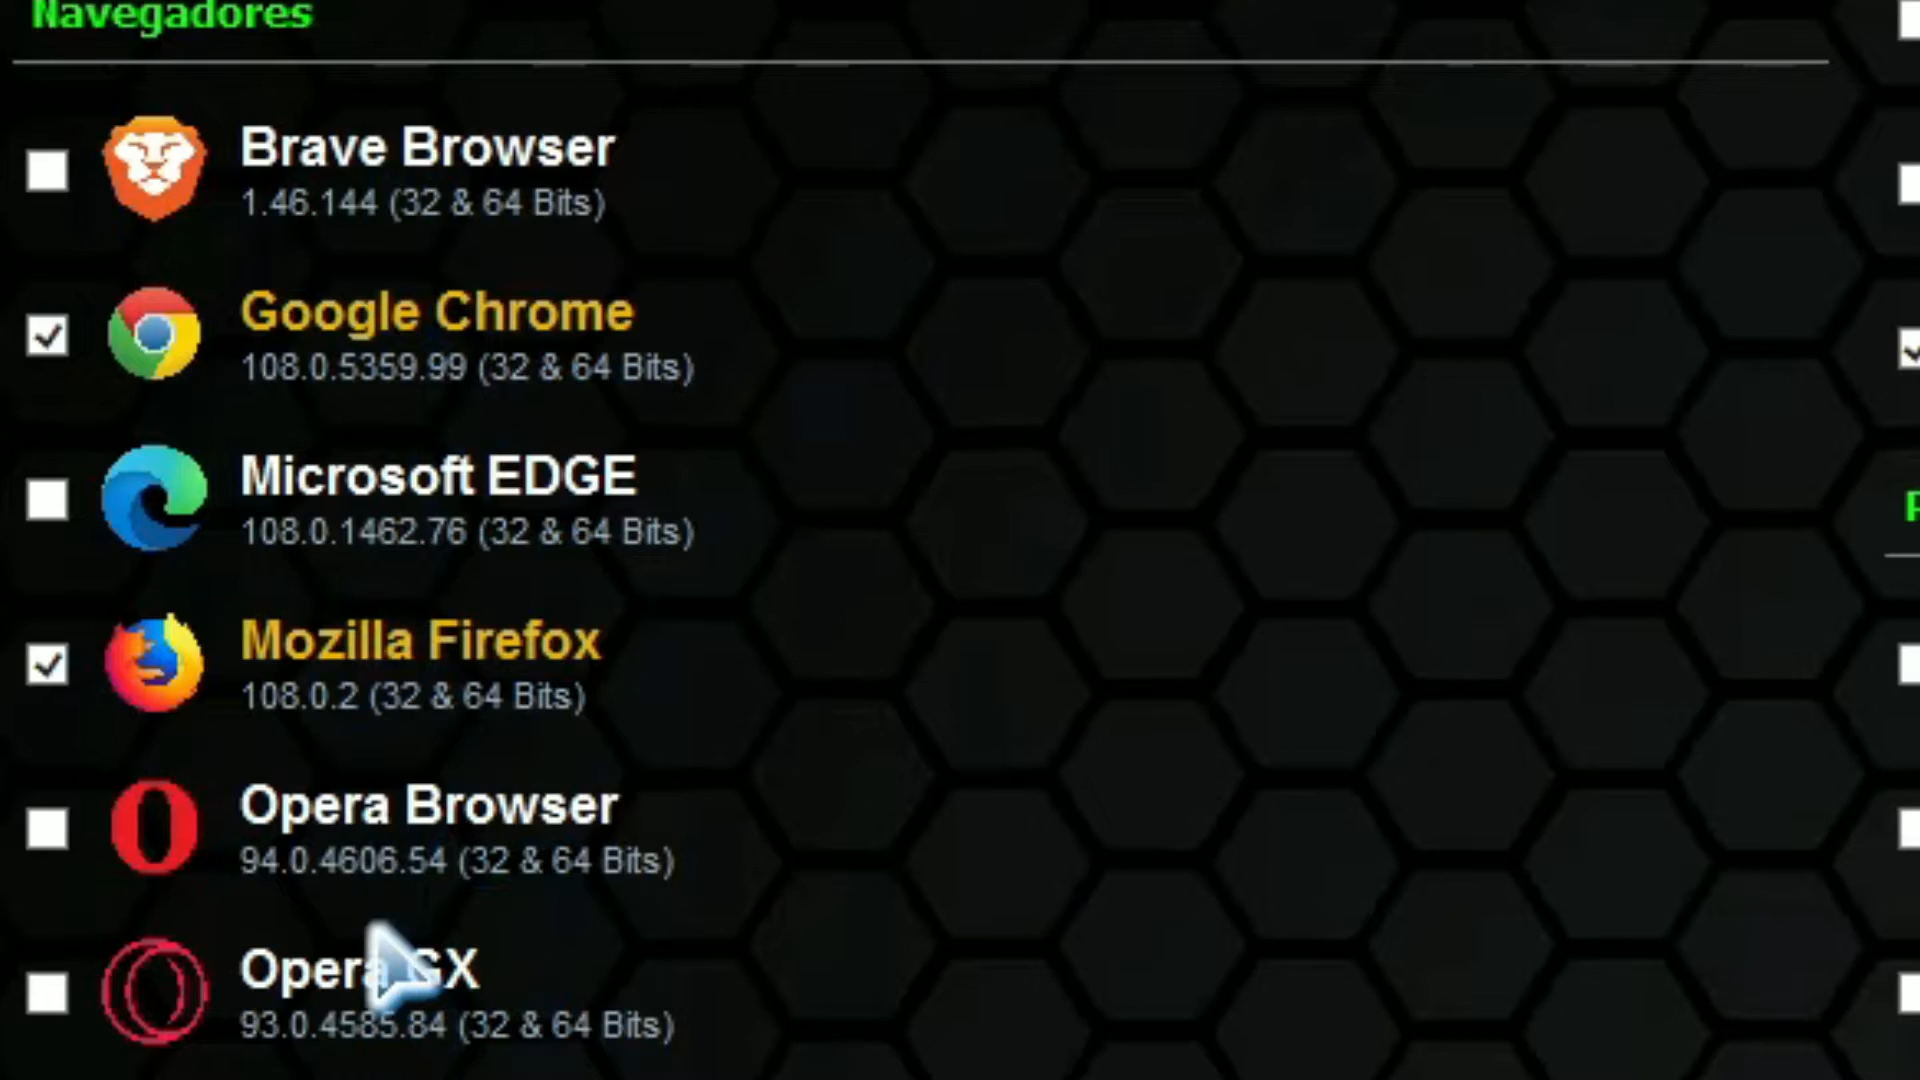 Navegadores
Brave Browser
1.46.144 (32 & 64 Bits)
Google Chrome
108.0.5359.99 (32 & 64 Bits)
Microsoft EDGE
108.0.1462.76 (32 & 64 Bits)
Mozilla Firefox
108.0.2 (32 & 64 Bits)
Opera Browser
94.0.4606.54 (32 & 64 Bits)
Opera GX
93.0.4585.84 (32 & 64 Bits)